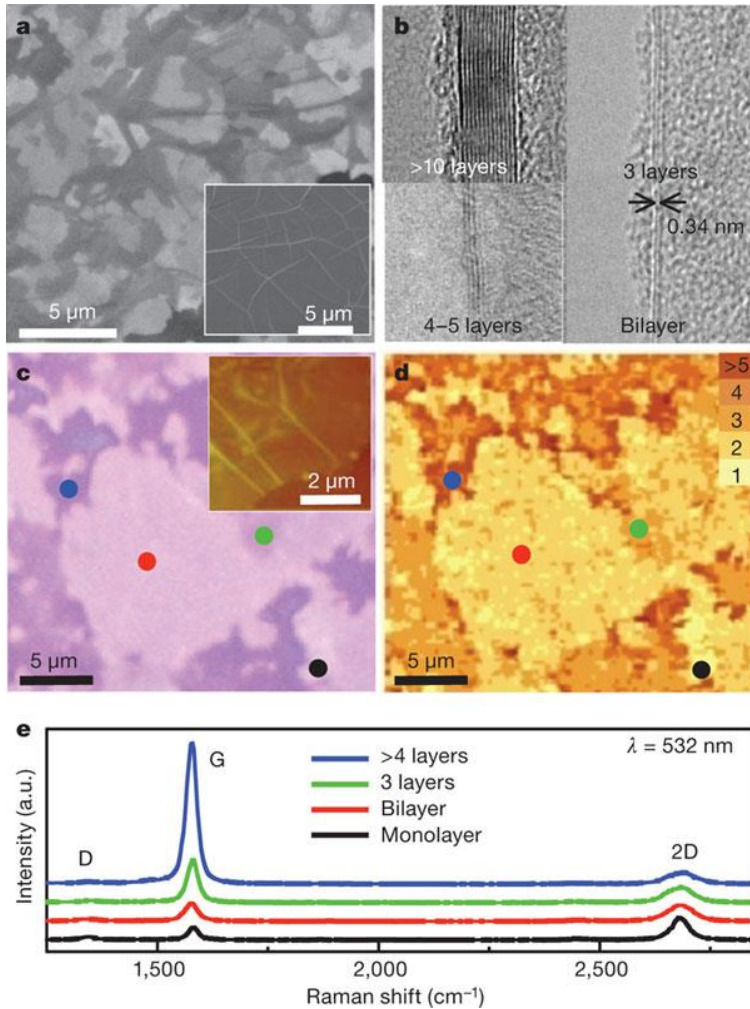 a
5 μm
5 μm
b
>10 layers
3 layers
0.34 nm
4–5 layers
Bilayer
c
2 μm
5 μm
d
>5
4
3
2
1
5 μm
e
Intensity (a.u.)
D
G
>4 layers
3 layers
Bilayer
Monolayer
λ = 532 nm
2D
1,500
2,000
2,500
Raman shift (cm⁻¹)